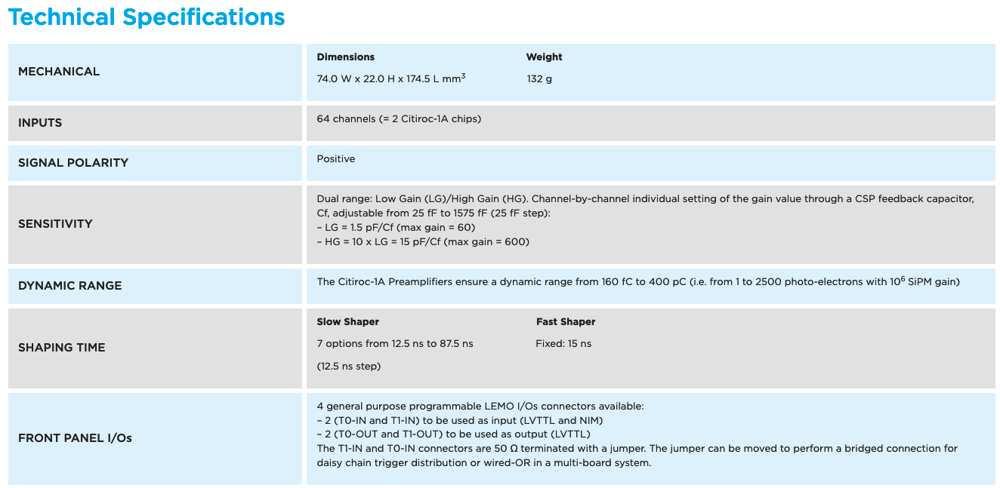 Technical Specifications
MECHANICAL
Dimensions
Weight
74.0 W x 22.0 H x 174.5 L mm³
132 g
INPUTS
64 channels (= 2 Citiroc-1A chips)
SIGNAL POLARITY
Positive
SENSITIVITY
Dual range: Low Gain (LG)/High Gain (HG). Channel-by-channel individual setting of the gain value through a CSP feedback capacitor,
Cf, adjustable from 25 fF to 1575 fF (25 fF step):
– LG = 1.5 pF/Cf (max gain = 60)
– HG = 10 x LG = 15 pF/Cf (max gain = 600)
DYNAMIC RANGE
The Citiroc-1A Preamplifiers ensure a dynamic range from 160 fC to 400 pC (i.e. from 1 to 2500 photo-electrons with 10⁶ SiPM gain)
SHAPING TIME
Slow Shaper
Fast Shaper
7 options from 12.5 ns to 87.5 ns
Fixed: 15 ns
(12.5 ns step)
FRONT PANEL I/Os
4 general purpose programmable LEMO I/Os connectors available:
– 2 (T0-IN and T1-IN) to be used as input (LVTTL and NIM)
– 2 (T0-OUT and T1-OUT) to be used as output (LVTTL)
The T1-IN and T0-IN connectors are 50 Ω terminated with a jumper. The jumper can be moved to perform a bridged connection for
daisy chain trigger distribution or wired-OR in a multi-board system.